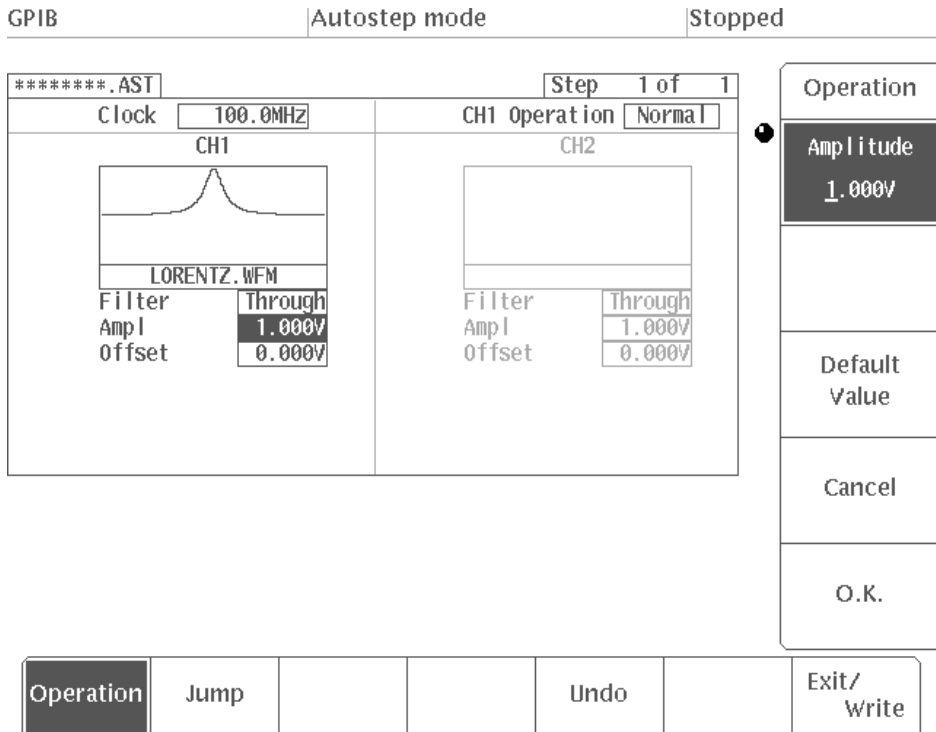 GPIB Autostep mode Stopped
********.AST Step 1 of 1
Clock 100.0MHz CH1 Operation Normal
CH1
LORENTZ.WFM
Filter Through
Ampl 1.000V
Offset 0.000V
CH2
Filter Through
Ampl 1.000V
Offset 0.000V
Operation
Amplitude
1.000V
Default
Value
Cancel
O.K.
Operation Jump Undo Exit/
Write